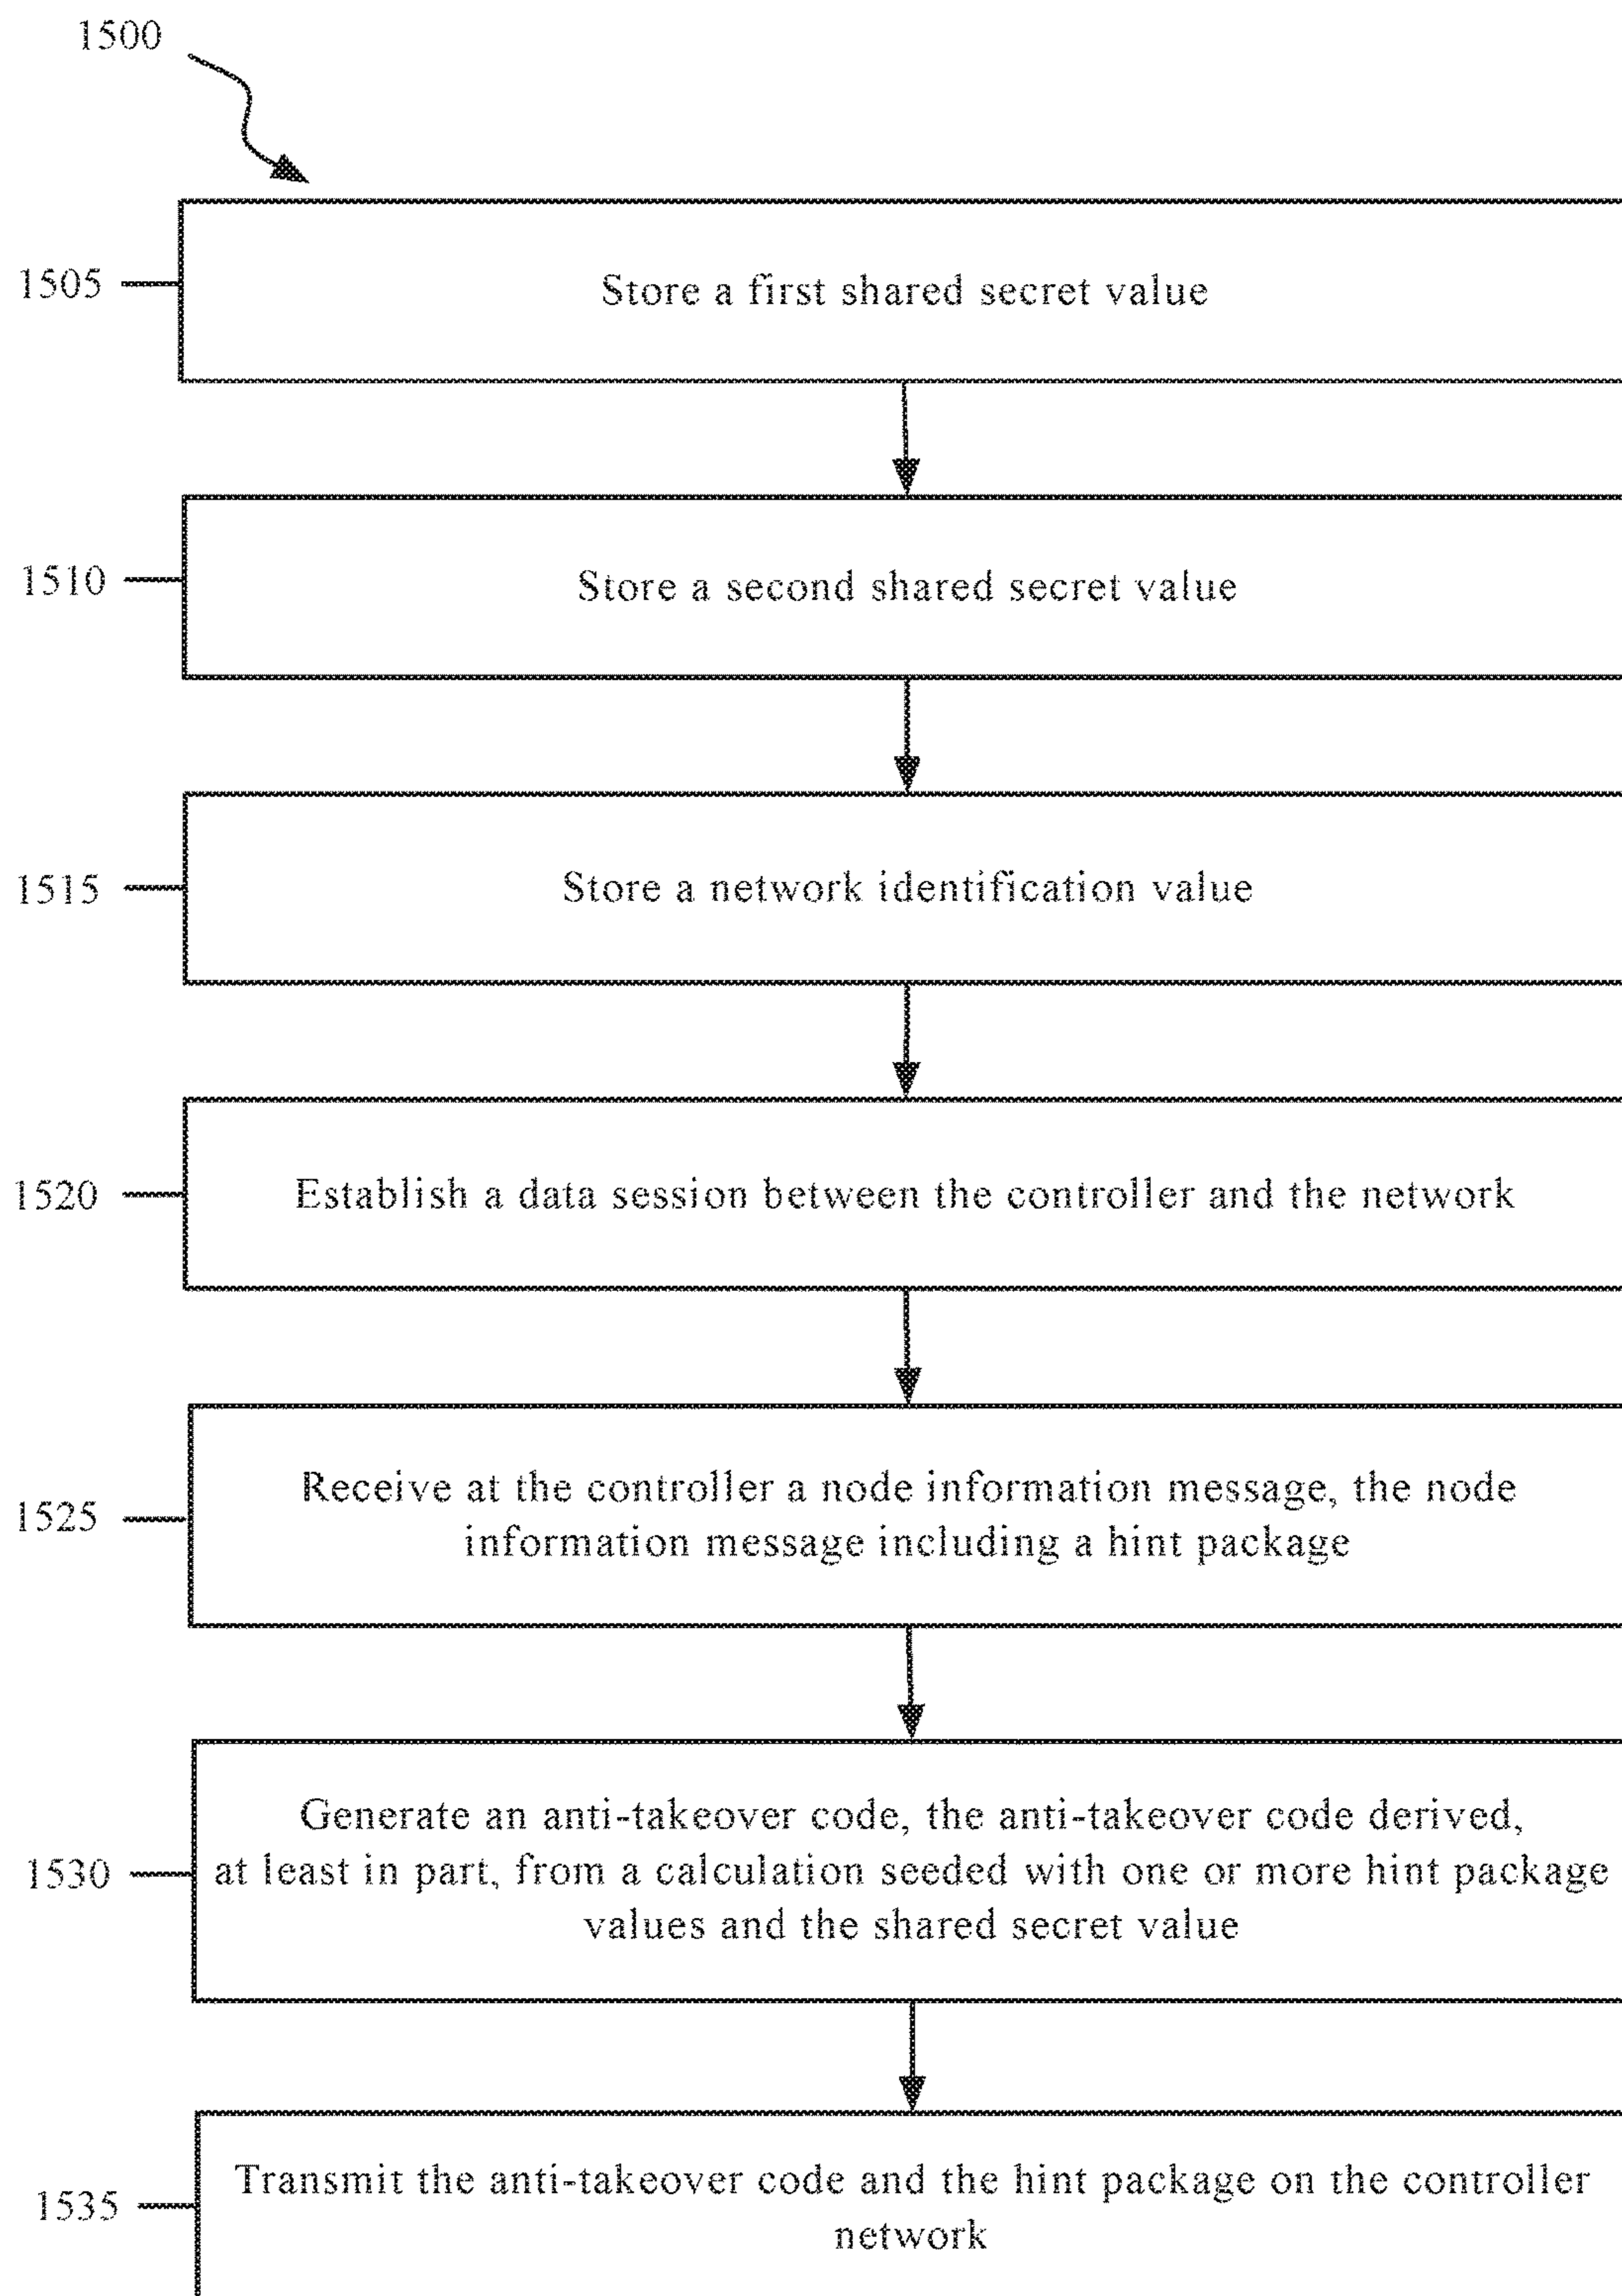 1500
1505
Store a first shared secret value
1510
Store a second shared secret value
1515
Store a network identification value
1520
Establish a data session between the controller and the network
1525
Receive at the controller a node information message, the node
information message including a hint package
1530
Generate an anti-takeover code, the anti-takeover code derived,
at least in part, from a calculation seeded with one or more hint package
values and the shared secret value
1535
Transmit the anti-takeover code and the hint package on the controller
network